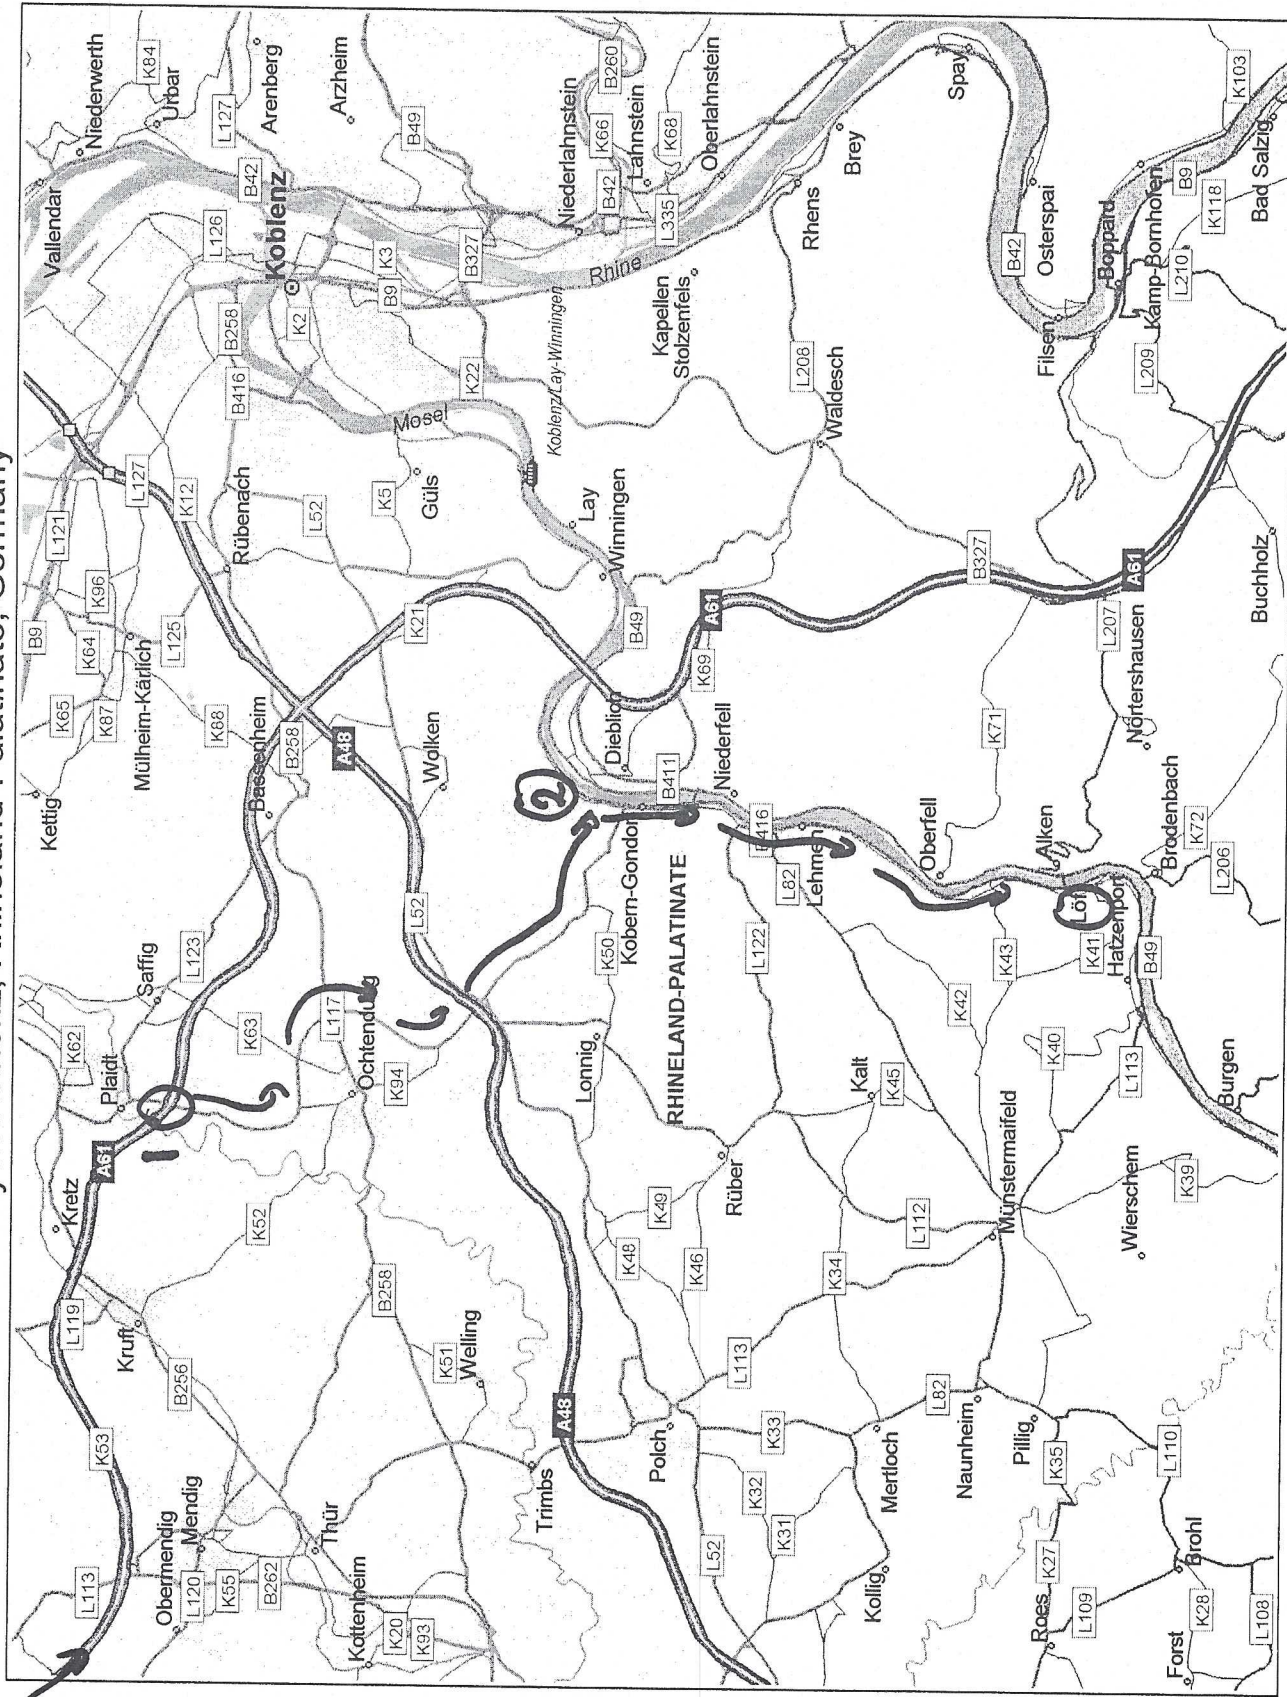 Rhineland-Palatinate, Germany
Vallendar
Niederwerth
K84
Urbar
L127
Arenberg
Arzheim
B49
B42
L126
Koblenz
K2
K3
B9
B327
Niederlahnstein
B260
K66
Lahnstein
B42
K68
L335
Oberlahnstein
Rhine
Kapellen
Stolzenfels
Rhens
Brey
Spay
B42
Osterspai
Filsen
Boppard
Kamp-Bornhofen
B9
K103
K118
L210
L209
Bad Salzig
B258
B416
Mosel
K22
Koblenz/Lay-Winningen
L208
Waldesch
L121
L127
K12
Rübenach
L52
K5
Güls
Lay
Winningen
B49
B327
A61
A61
Buchholz
B9
K96
K64
L125
Mülheim-Kärlich
K65
K87
K88
Kettig
K21
Bassenheim
B258
A48
Wolken
K69
Dieblich
B411
Niederfell
K71
L207
Nörtershausen
2
Kobern-Gondorf
B416
L82
Lehmen
Oberfell
Alken
Löf
Brodenbach
K72
L206
Hatzenport
K41
B49
L52
L123
Saffig
K62
K63
Plaidt
L117
Ochtendung
K94
K50
L122
RHINELAND-PALATINATE
K43
K42
K40
L113
Burgen
Lonnig
Kalt
K45
Münstermaifeld
Wierschem
K39
A61
1
Kretz
K52
Rüber
K49
K48
K46
L112
K34
L119
Kruft
B256
B258
K51
Welling
L113
L82
Naunheim
Pillig
K35
L110
K53
A48
Polch
K33
Mertloch
K32
K31
Trimbs
L52
Kollig
Obermendig
Mendig
L113
L120
K55
B262
Thür
Kottenheim
K20
K93
K27
Roes
L109
Brohl
K28
Forst
L108